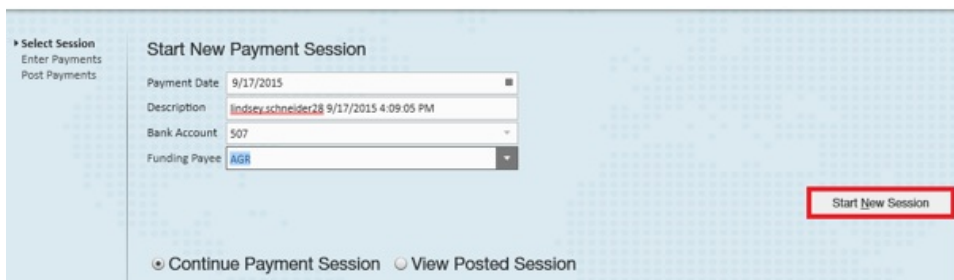 Select Session
Enter Payments
Post Payments
Start New Payment Session
Payment Date 9/17/2015
Description lindsey.schneider28 9/17/2015 4:09:05 PM
Bank Account 507
Funding Payee AGR
Start New Session
Continue Payment Session View Posted Session